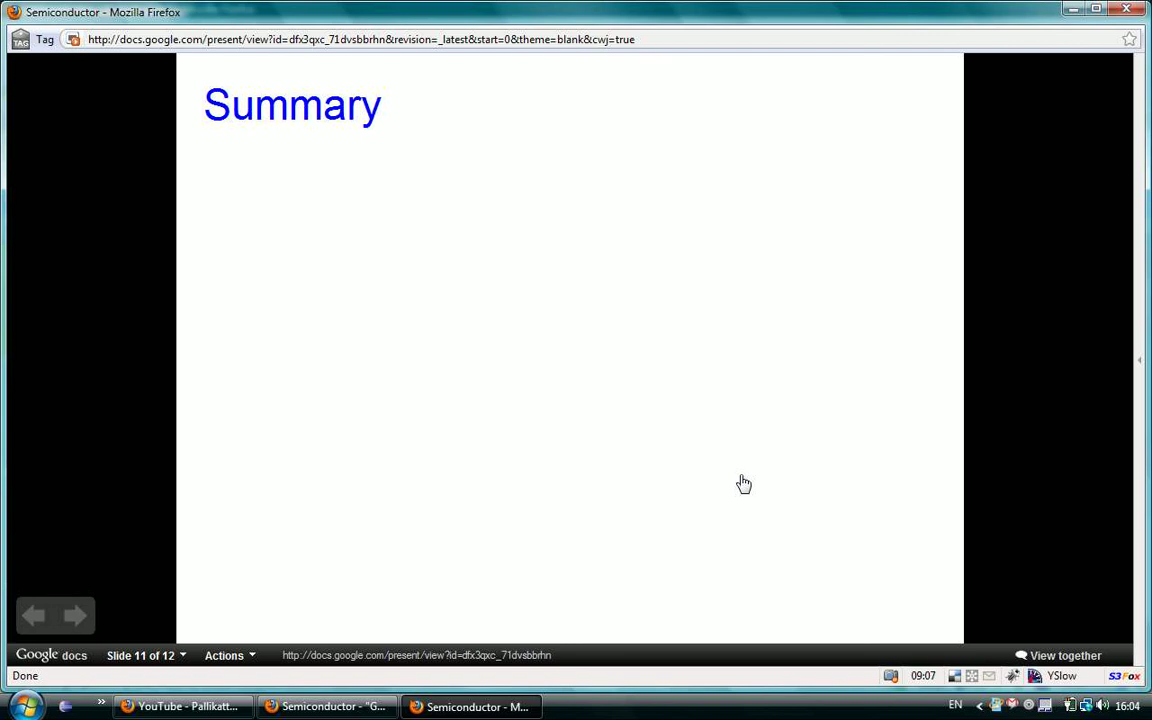 Semiconductor - Mozilla Firefox
TAG Tag http://docs.google.com/present/view?id=dfx3qxc_71dvsbbrhn&revision=_latest&start=0&theme=blank&cwj=true
Summary
Google docs Slide 11 of 12 Actions http://docs.google.com/present/view?id=dfx3qxc_71dvsbbrhn View together
Done 09:07 YSlow S3Fox
YouTube - Pallikatt... Semiconductor - "G... Semiconductor - M... EN 16:04